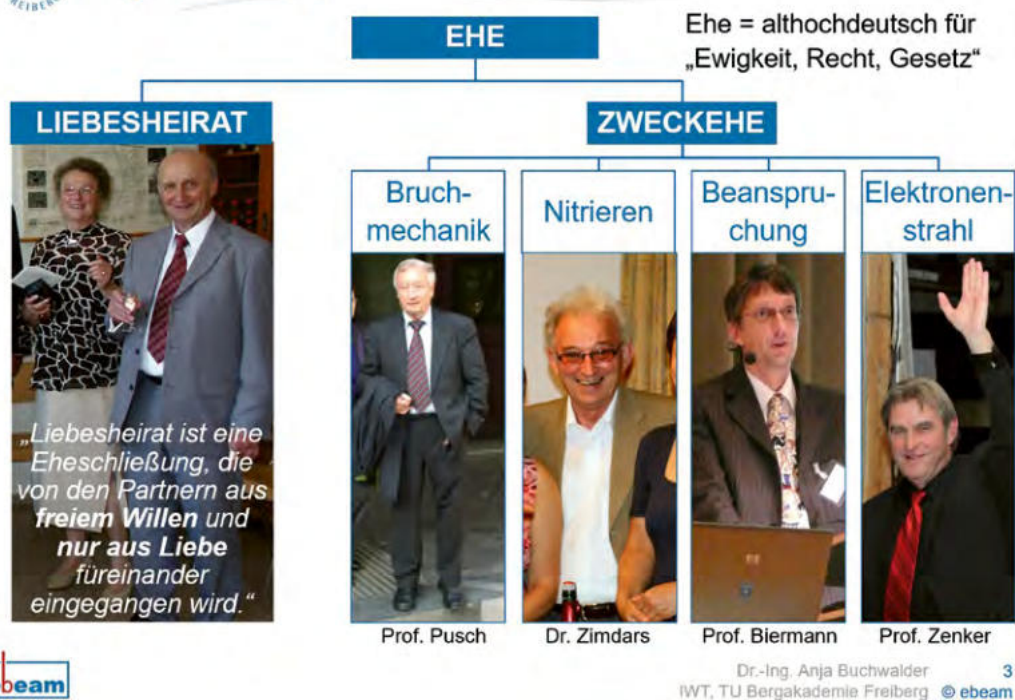 EHE
Ehe = althochdeutsch für
„Ewigkeit, Recht, Gesetz“
LIEBESHEIRAT
ZWECKEHE
„Liebesheirat ist eine
Eheschließung, die
von den Partnern aus
freiem Willen und
nur aus Liebe
füreinander
eingegangen wird.“
Bruch-
mechanik
Nitrieren
Beanspru-
chung
Elektronen-
strahl
Prof. Pusch
Dr. Zimdars
Prof. Biermann
Prof. Zenker
beam
Dr.-Ing. Anja Buchwalder
3
IWT, TU Bergakademie Freiberg
© ebeam